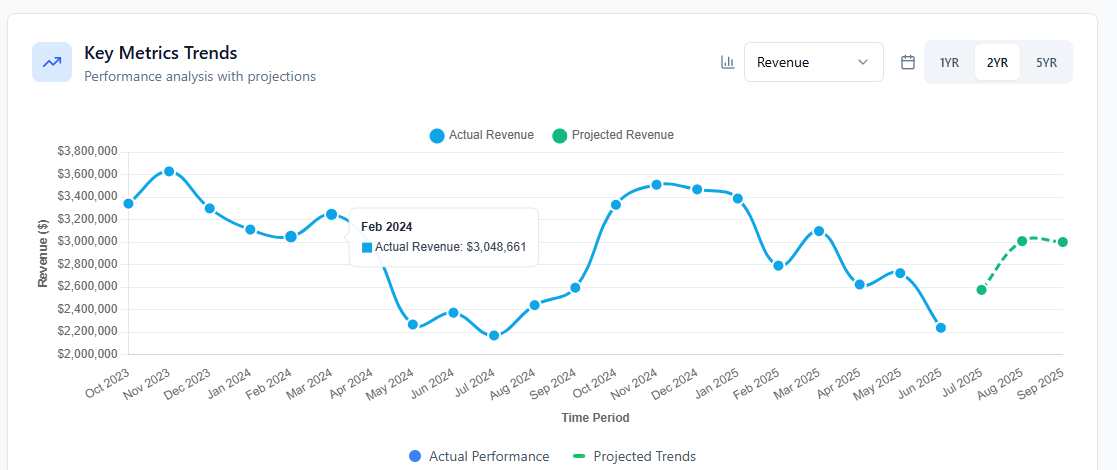 Key Metrics Trends
Performance analysis with projections
Revenue
1YR 2YR 5YR
Actual Revenue Projected Revenue
$3,800,000
$3,600,000
$3,400,000
$3,200,000
$3,000,000
$2,800,000
$2,600,000
$2,400,000
$2,200,000
$2,000,000
Revenue ($)
Feb 2024
Actual Revenue: $3,048,661
Oct 2023 Nov 2023 Dec 2023 Jan 2024 Feb 2024 Mar 2024 Apr 2024 May 2024 Jun 2024 Jul 2024 Aug 2024 Sep 2024 Oct 2024 Nov 2024 Dec 2024 Jan 2025 Feb 2025 Mar 2025 Apr 2025 May 2025 Jun 2025 Jul 2025 Aug 2025 Sep 2025
Time Period
Actual Performance Projected Trends